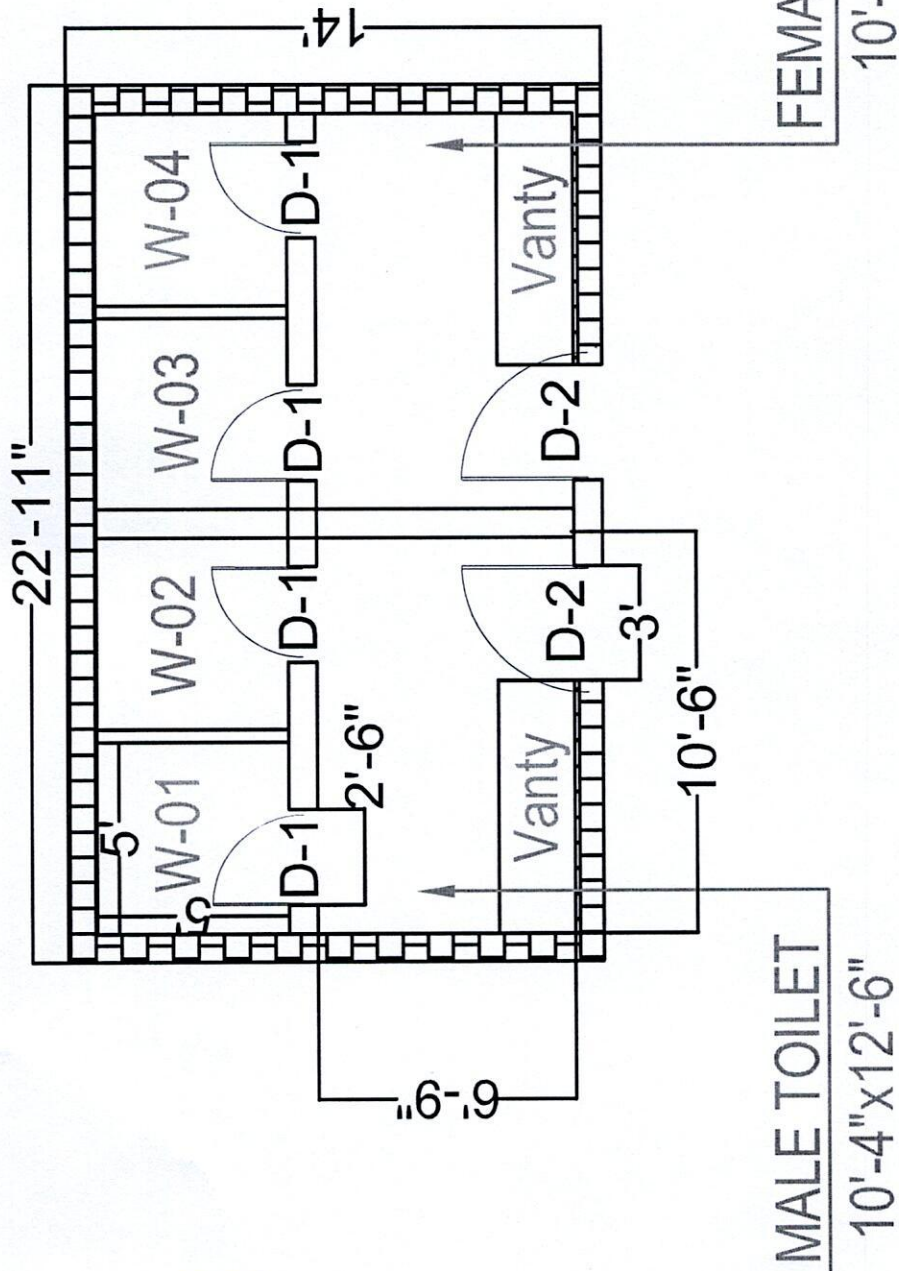 22'-11"
14'
W-01
W-02
W-03
W-04
5'
5'
D-1
D-1
D-1
D-1
2'-6"
6'-9"
Vanty
D-2
D-2
Vanty
3'
10'-6"
MALE TOILET
10'-4"x12'-6"
FEMA
10'-